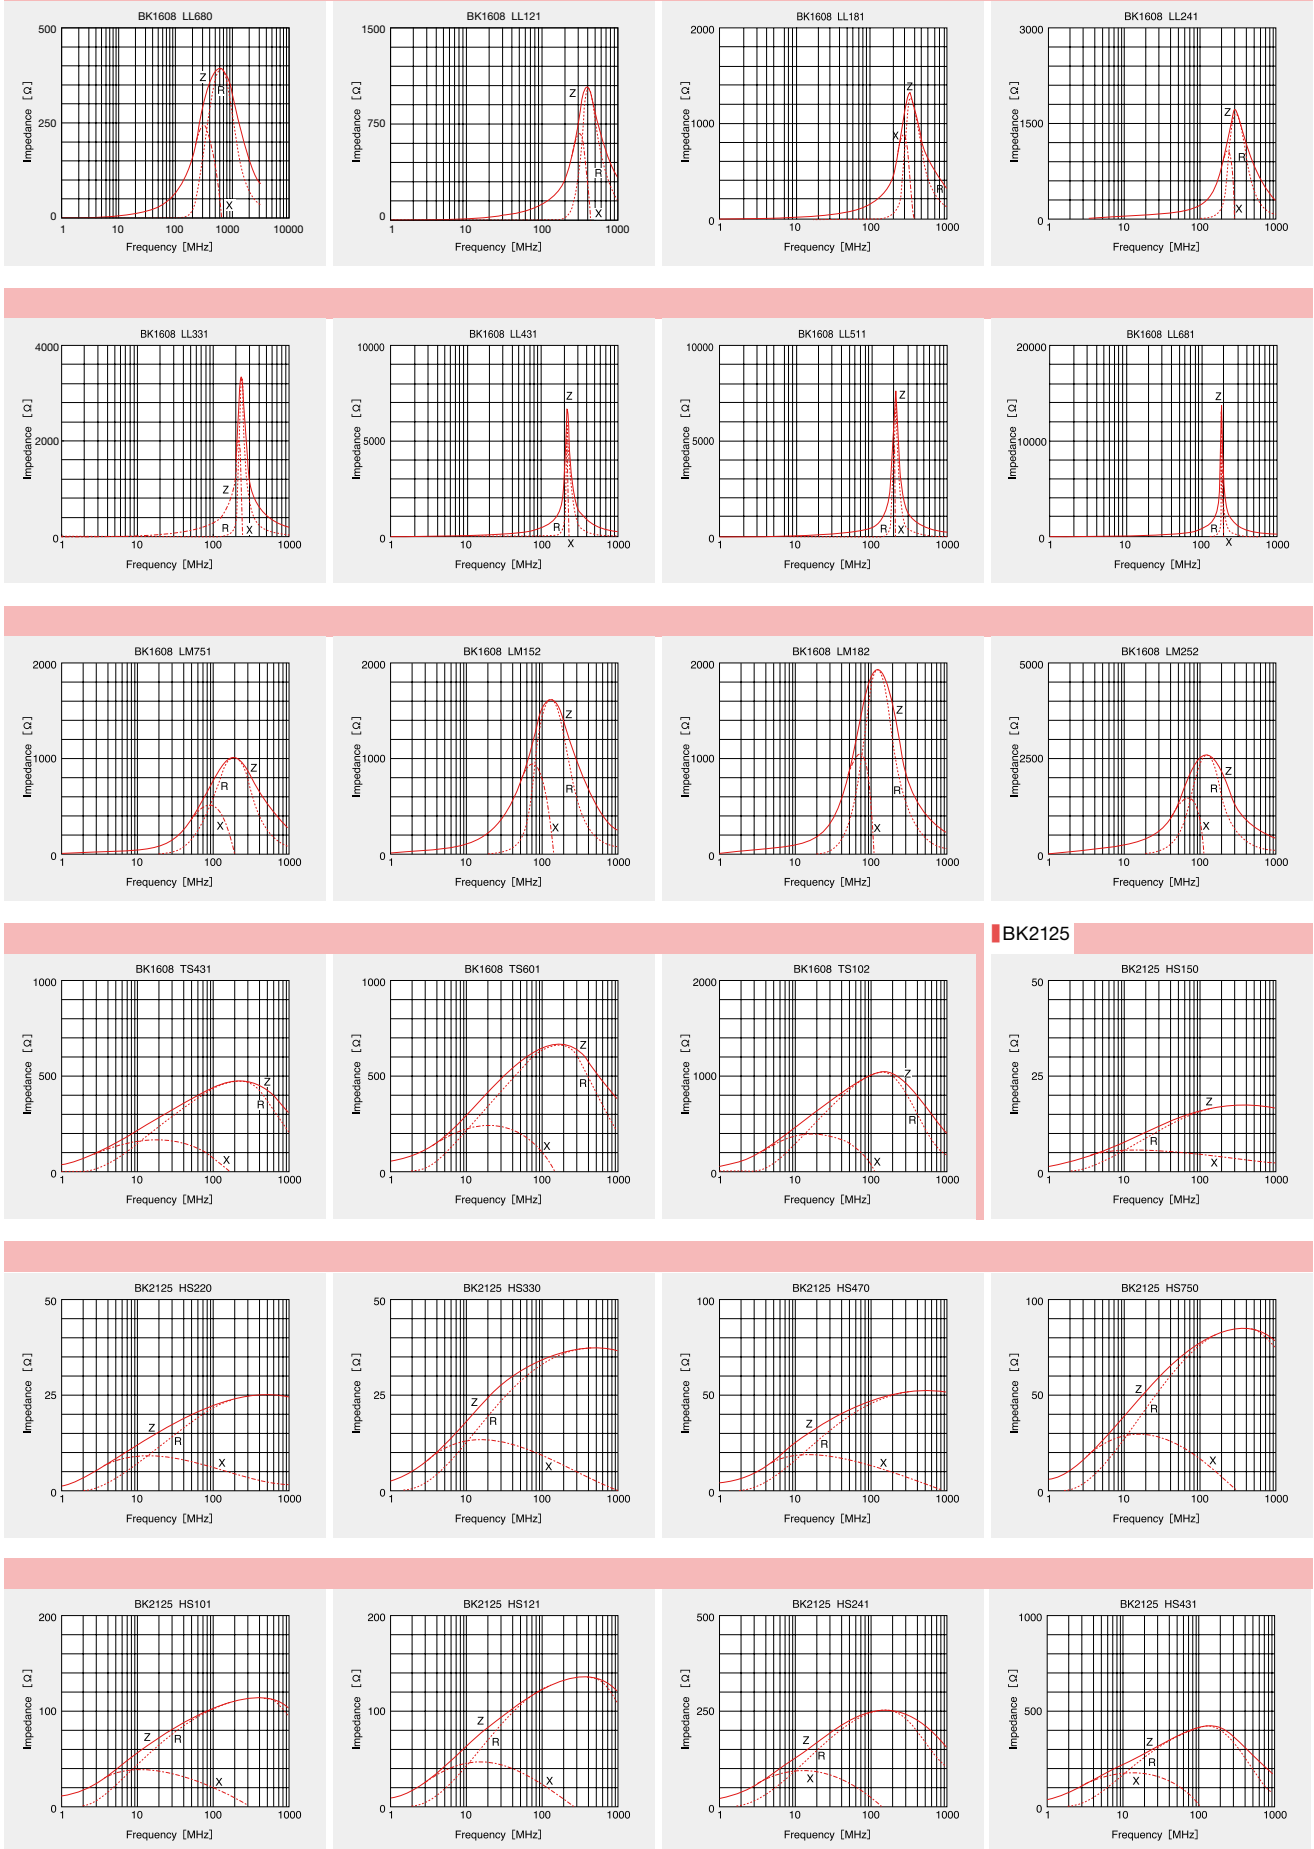 BK1608 LL680 BK1608 LL121 BK1608 LL181 BK1608 LL241
500 1500 2000 3000
Z R Z Z Z
Impedance [Ω] Impedance [Ω] Impedance [Ω] Impedance [Ω]
250 750 1000 X 1500 R
X R X R X
0 0 0 0
1 10 100 1000 10000 1 10 100 1000 1 10 100 1000 1 10 100 1000
Frequency [MHz] Frequency [MHz] Frequency [MHz] Frequency [MHz]
BK1608 LL331 BK1608 LL431 BK1608 LL511 BK1608 LL681
4000 10000 10000 20000
Z Z Z
Impedance [Ω] Impedance [Ω] Impedance [Ω] Impedance [Ω]
2000 5000 5000 10000
Z
R X R X R X R X
0 0 0 0
1 10 100 1000 1 10 100 1000 1 10 100 1000 1 10 100 1000
Frequency [MHz] Frequency [MHz] Frequency [MHz] Frequency [MHz]
BK1608 LM751 BK1608 LM152 BK1608 LM182 BK1608 LM252
2000 2000 2000 5000
Z Z
Impedance [Ω] Impedance [Ω] Impedance [Ω] Impedance [Ω]
1000 Z 1000 1000 2500 Z
R R R R
X X X X
0 0 0 0
1 10 100 1000 1 10 100 1000 1 10 100 1000 1 10 100 1000
Frequency [MHz] Frequency [MHz] Frequency [MHz] Frequency [MHz]
BK2125
BK1608 TS431 BK1608 TS601 BK1608 TS102 BK2125 HS150
1000 1000 2000 50
Impedance [Ω] Impedance [Ω] Impedance [Ω] Impedance [Ω]
500 Z 500 Z 1000 Z 25
R R R Z
X X X R X
0 0 0 0
1 10 100 1000 1 10 100 1000 1 10 100 1000 1 10 100 1000
Frequency [MHz] Frequency [MHz] Frequency [MHz] Frequency [MHz]
BK2125 HS220 BK2125 HS330 BK2125 HS470 BK2125 HS750
50 50 100 100
Impedance [Ω] Impedance [Ω] Impedance [Ω] Impedance [Ω]
25 25 50 50
Z R Z R Z R Z R
X X X X
0 0 0 0
1 10 100 1000 1 10 100 1000 1 10 100 1000 1 10 100 1000
Frequency [MHz] Frequency [MHz] Frequency [MHz] Frequency [MHz]
BK2125 HS101 BK2125 HS121 BK2125 HS241 BK2125 HS431
200 200 500 1000
Impedance [Ω] Impedance [Ω] Impedance [Ω] Impedance [Ω]
100 100 250 500
Z R Z R Z R Z R
X X X X
0 0 0 0
1 10 100 1000 1 10 100 1000 1 10 100 1000 1 10 100 1000
Frequency [MHz] Frequency [MHz] Frequency [MHz] Frequency [MHz]